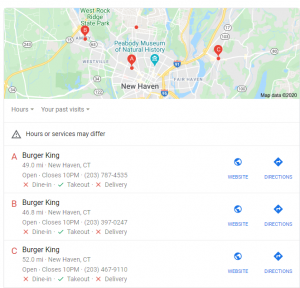 West Rock
Ridge State
Park
Peabody Museum
of Natural History
WESTVILLE
FAIR HAVEN
New Haven
Map data ©2020
Hours Your past visits
Hours or services may differ
A Burger King
49.0 mi · New Haven, CT
Open · Closes 10PM · (203) 787-4335
Dine-in · Takeout · Delivery
WEBSITE DIRECTIONS
B Burger King
46.8 mi · New Haven, CT
Open · Closes 10PM · (203) 397-0247
Dine-in · Takeout · Delivery
WEBSITE DIRECTIONS
C Burger King
52.0 mi · New Haven, CT
Open · Closes 10PM · (203) 467-9110
Dine-in · Takeout · Delivery
WEBSITE DIRECTIONS